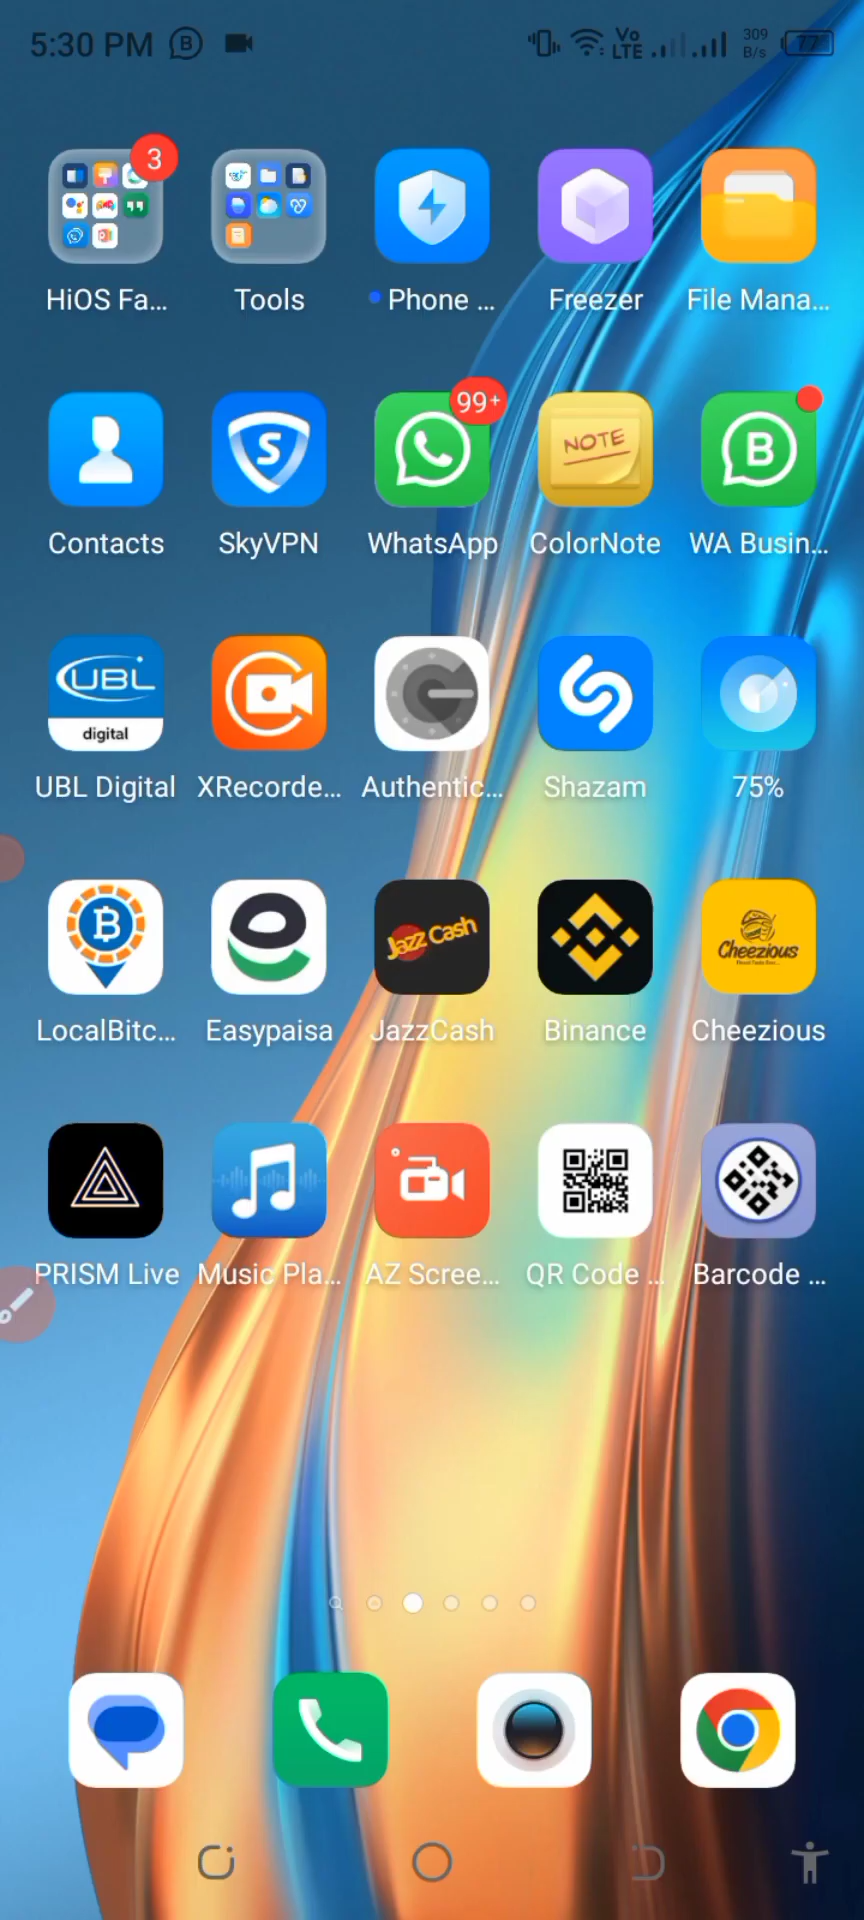 5:30 PM
Vo LTE
309 B/s
77
3
HiOS Fa...
Tools
Phone ...
Freezer
File Mana...
99+
NOTE
Contacts
SkyVPN
WhatsApp
ColorNote
WA Busin...
UBL
digital
UBL Digital
XRecorde...
Authentic...
Shazam
75%
Jazz Cash
Cheezious
LocalBitc...
Easypaisa
JazzCash
Binance
Cheezious
PRISM Live
Music Pla...
AZ Scree...
QR Code ...
Barcode ...